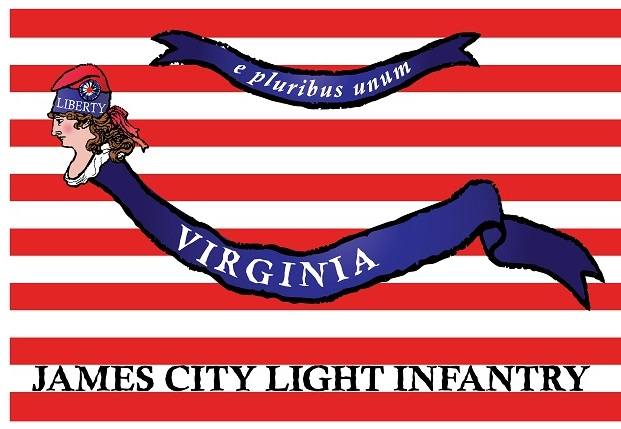 e pluribus unum
LIBERTY
VIRGINIA
JAMES CITY LIGHT INFANTRY